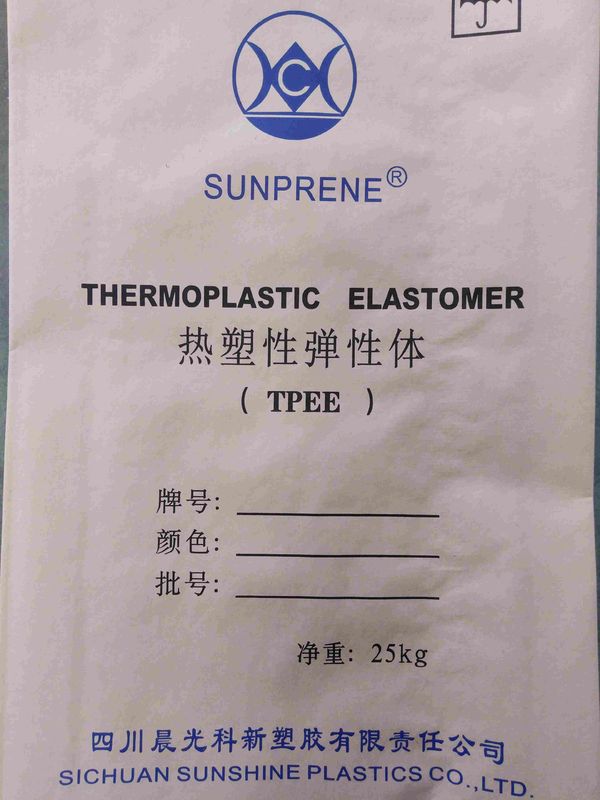 C
SUNPRENE®
THERMOPLASTIC ELASTOMER
热塑性弹性体
( TPEE )
牌号:
颜色:
批号:
净重: 25kg
四川晨光科新塑胶有限责任公司
SICHUAN SUNSHINE PLASTICS CO.,LTD.